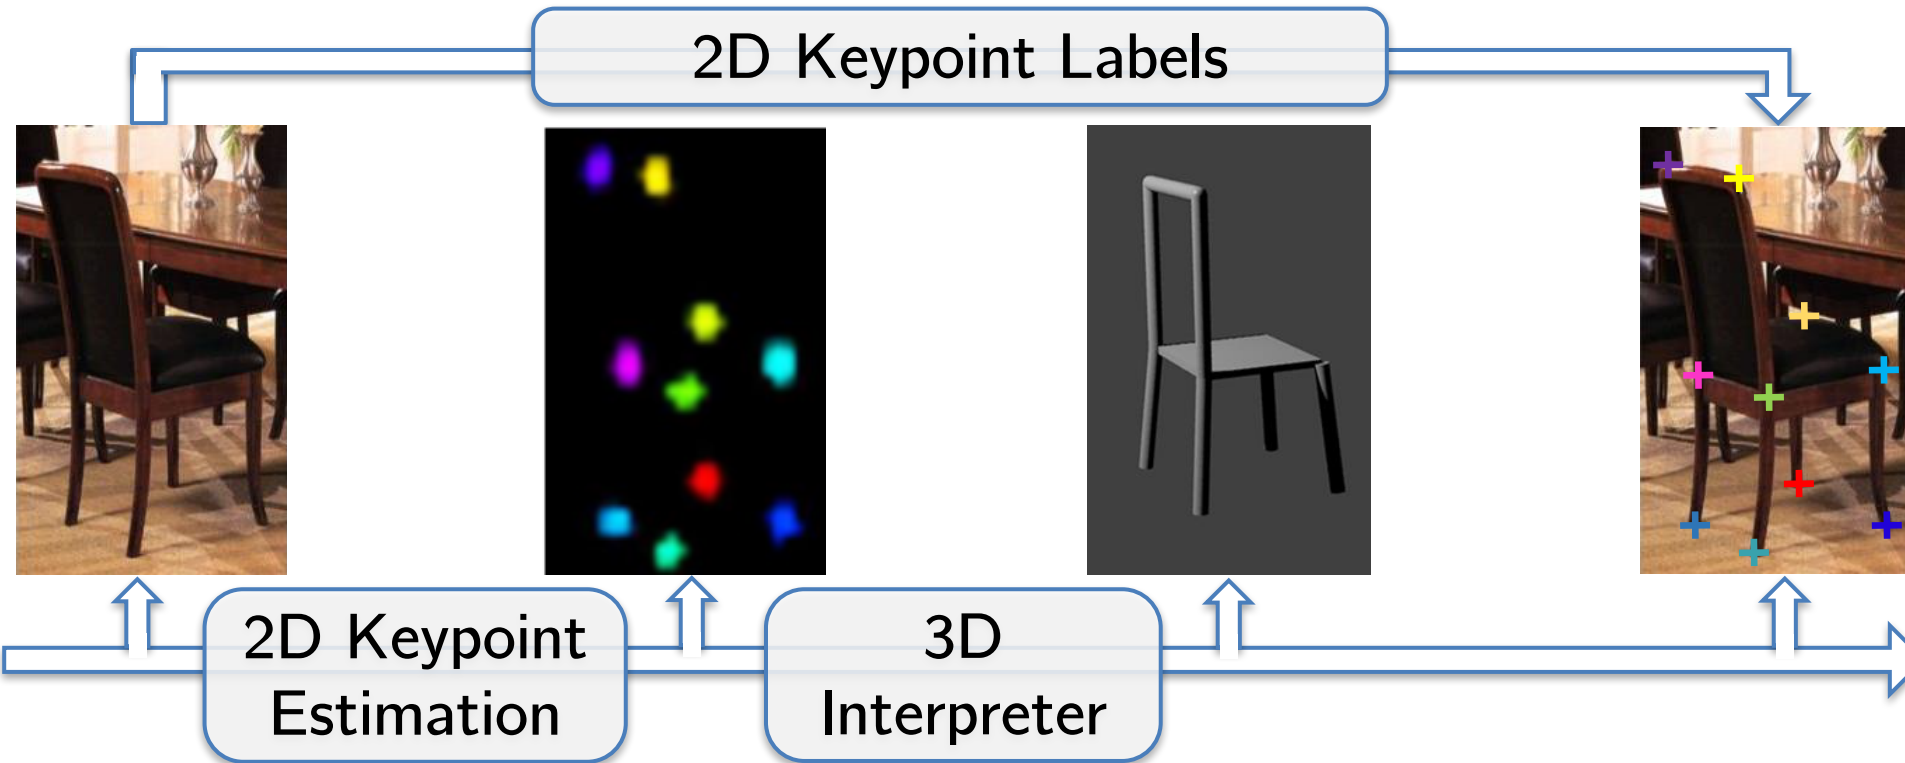 2D Keypoint Labels
2D Keypoint
Estimation
3D
Interpreter